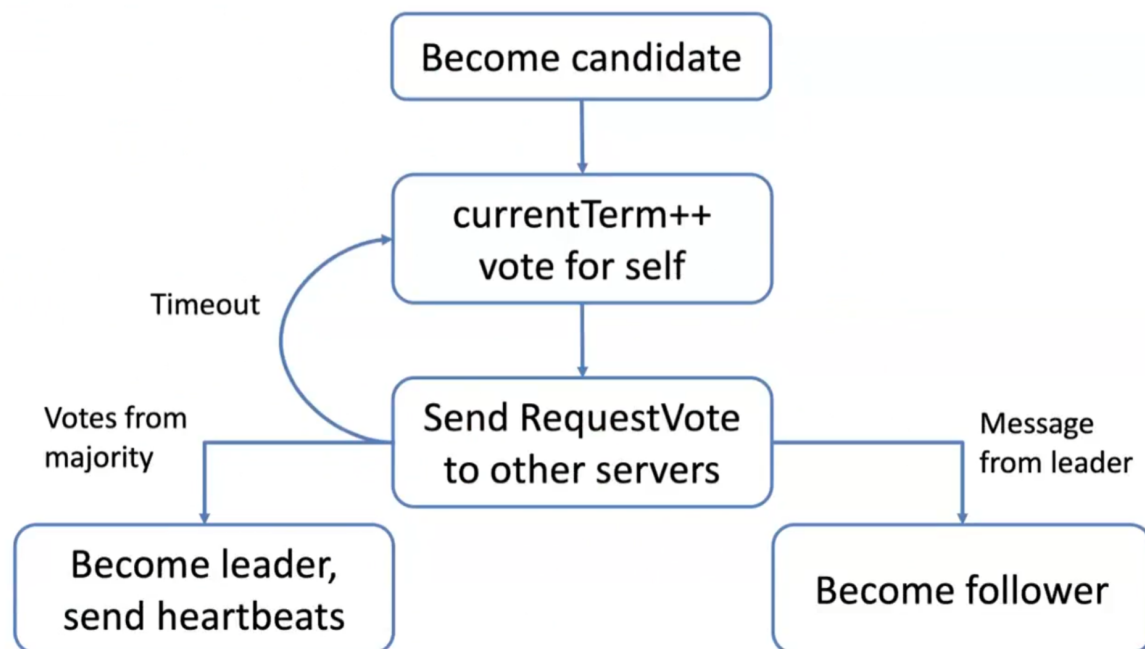 Become candidate
currentTerm++
vote for self
Timeout
Send RequestVote
to other servers
Votes from
majority
Message
from leader
Become leader,
send heartbeats
Become follower